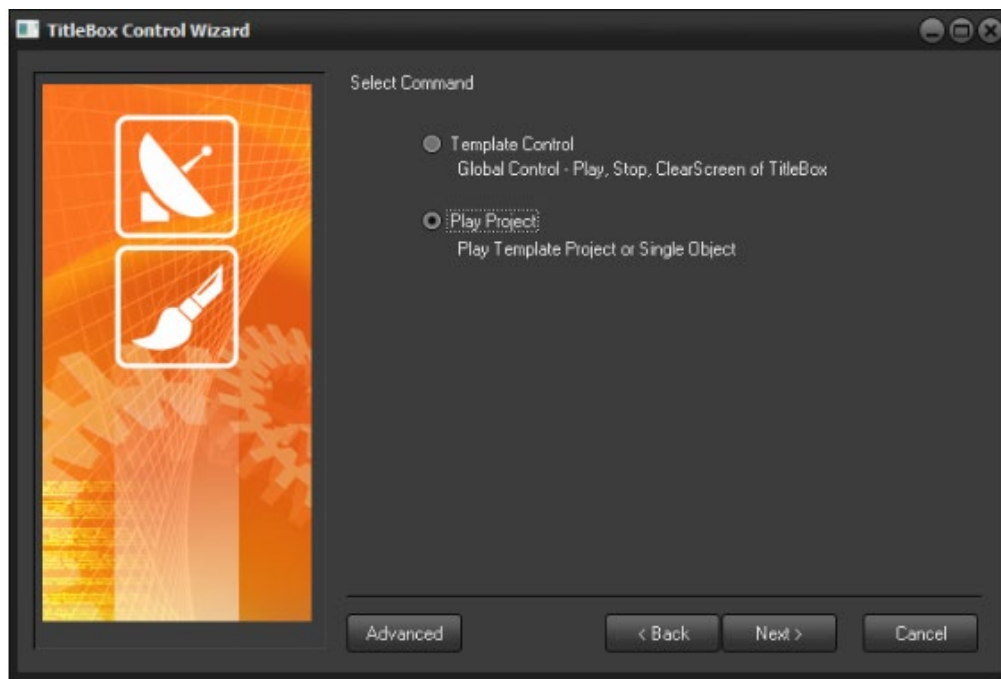 TitleBox Control Wizard
Select Command
Template Control
Global Control - Play, Stop, ClearScreen of TitleBox
Play Project
Play Template Project or Single Object
Advanced
< Back
Next >
Cancel